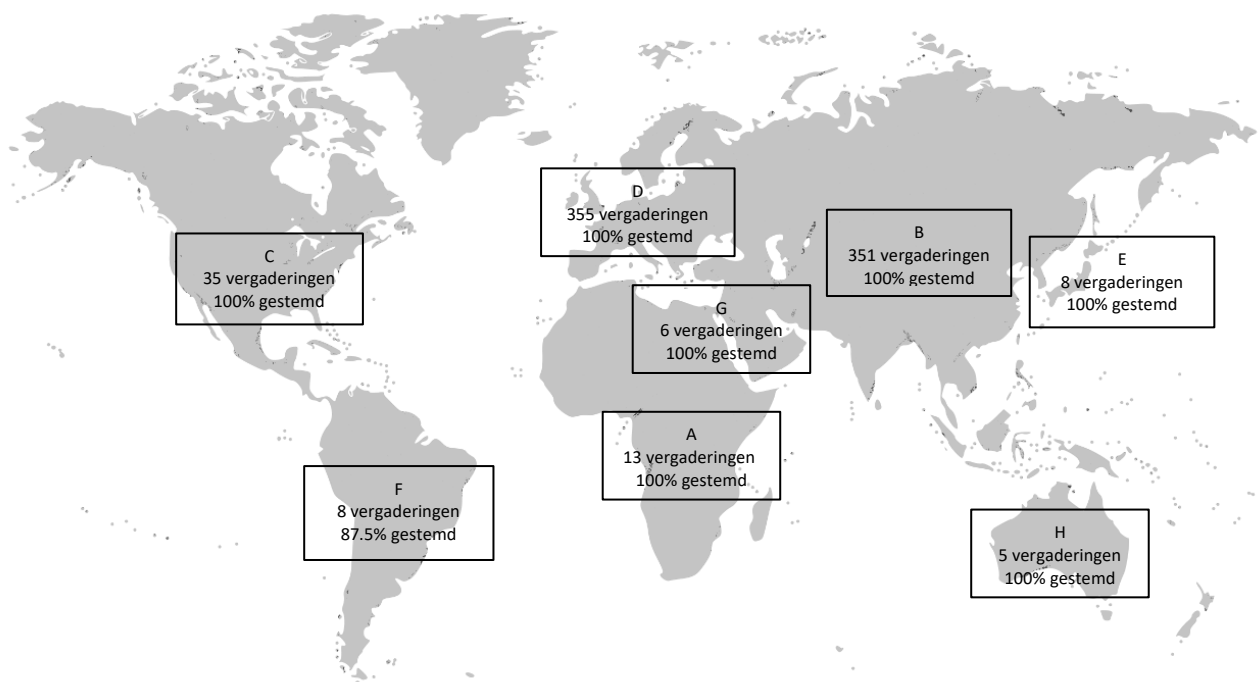 D
355 vergaderingen
100% gestemd
B
351 vergaderingen
100% gestemd
C
35 vergaderingen
100% gestemd
E
8 vergaderingen
100% gestemd
G
6 vergaderingen
100% gestemd
A
13 vergaderingen
100% gestemd
F
8 vergaderingen
87.5% gestemd
H
5 vergaderingen
100% gestemd